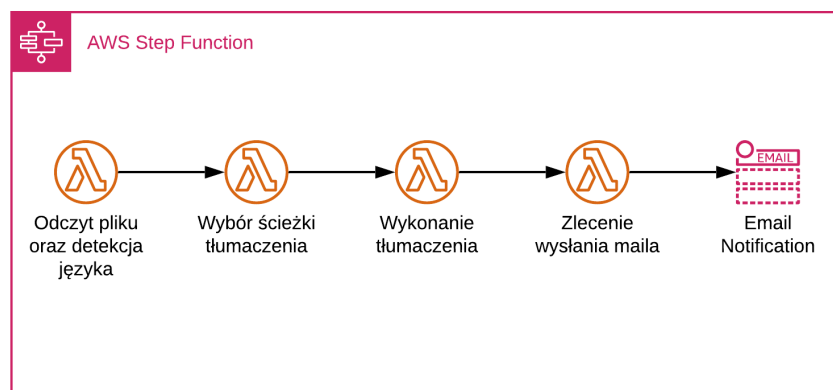 AWS Step Function
EMAIL
Odczyt pliku
oraz detekcja
języka
Wybór ścieżki
tłumaczenia
Wykonanie
tłumaczenia
Zlecenie
wysłania maila
Email
Notification